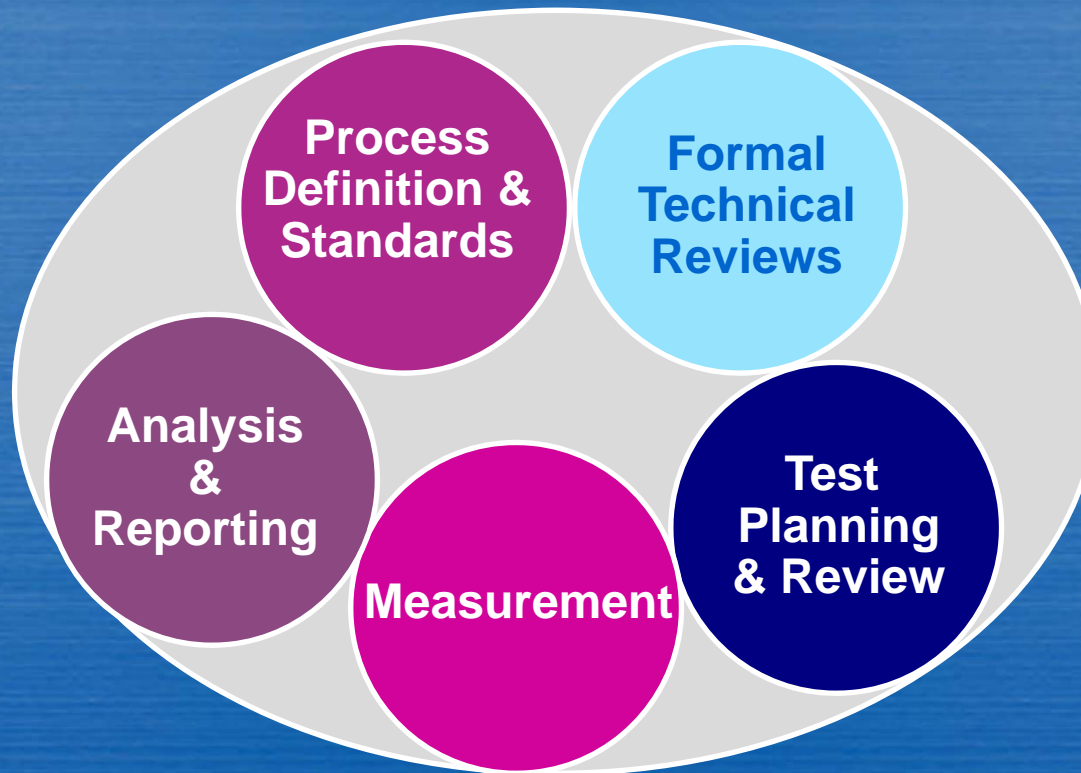 Process
Definition &
Standards
Formal
Technical
Reviews
Analysis
&
Reporting
Test
Planning
& Review
Measurement